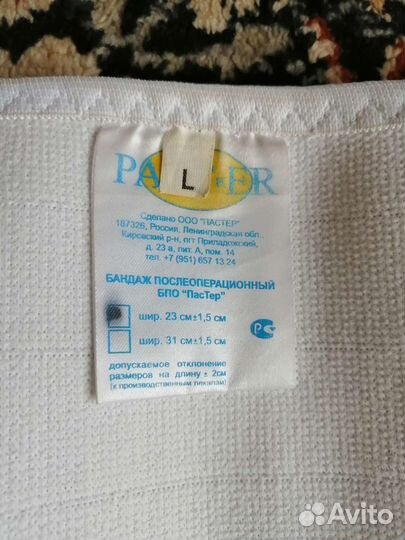 PA ER
L
Сделано ООО "ПАСТЕР"
187326, Россия, Ленинградская обл.,
Кировский р-н, пгт Приладожский,
д. 23 а, лит. А, пом. 14
тел. +7 (951) 657 13 24
БАНДАЖ ПОСЛЕОПЕРАЦИОННЫЙ
БПО "ПасТер"
шир. 23 см±1,5 см
шир. 31 см±1,5 см
допускаемое отклонение
размеров на длину ± 2см
(к производственным лекалам)
Avito